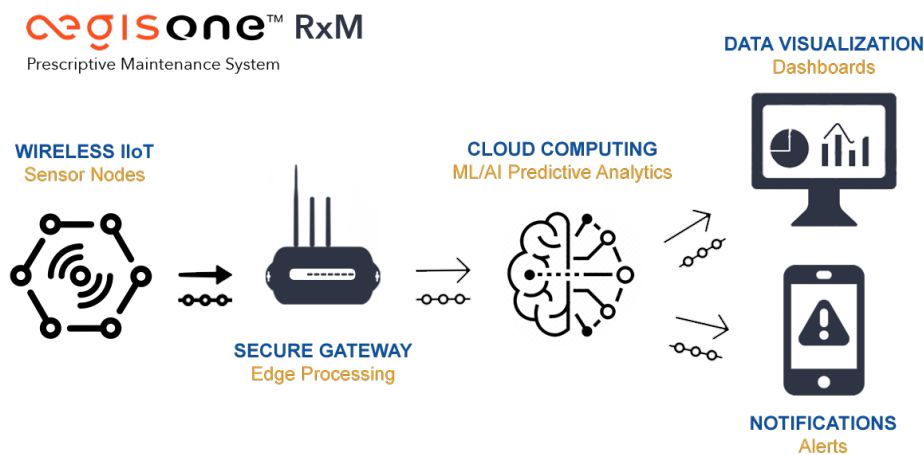 aegisone™ RxM
Prescriptive Maintenance System
WIRELESS IIoT
Sensor Nodes
SECURE GATEWAY
Edge Processing
CLOUD COMPUTING
ML/AI Predictive Analytics
DATA VISUALIZATION
Dashboards
NOTIFICATIONS
Alerts